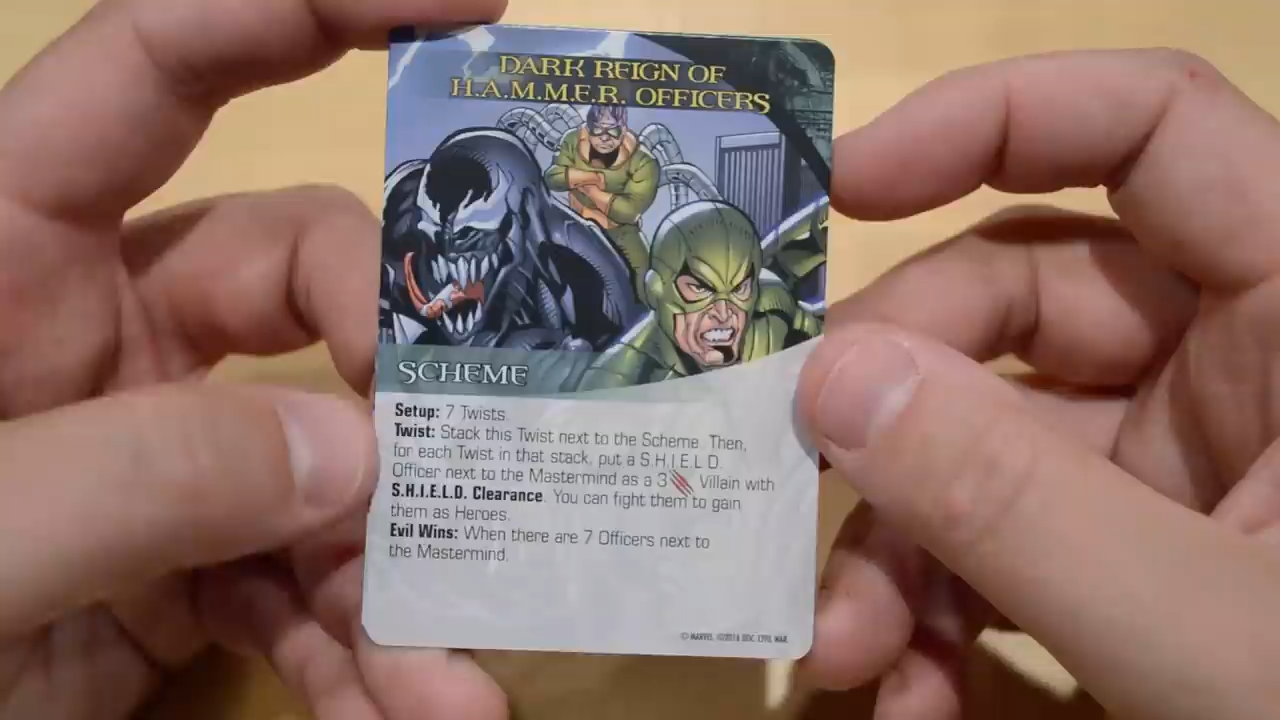 DARK REIGN OF
H.A.M.M.E.R. OFFICERS
SCHEME
Setup: 7 Twists.
Twist: Stack this Twist next to the Scheme. Then,
for each Twist in that stack, put a S.H.I.E.L.D.
Officer next to the Mastermind as a 3 Villain with
S.H.I.E.L.D. Clearance. You can fight them to gain
them as Heroes.
Evil Wins: When there are 7 Officers next to
the Mastermind.
© MARVEL ©2016 UDC CIVIL WAR